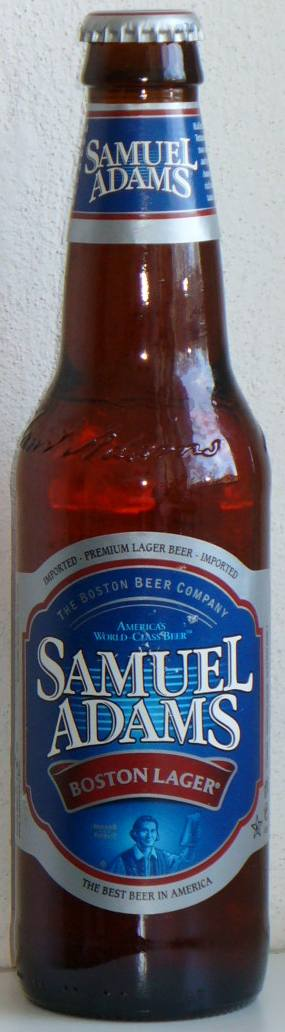 SAMUEL
ADAMS
IMPORTED - PREMIUM LAGER BEER - IMPORTED
THE BOSTON BEER COMPANY
AMERICA'S
WORLD-CLASS BEER™
SAMUEL
ADAMS
BOSTON LAGER®
THE BEST BEER IN AMERICA